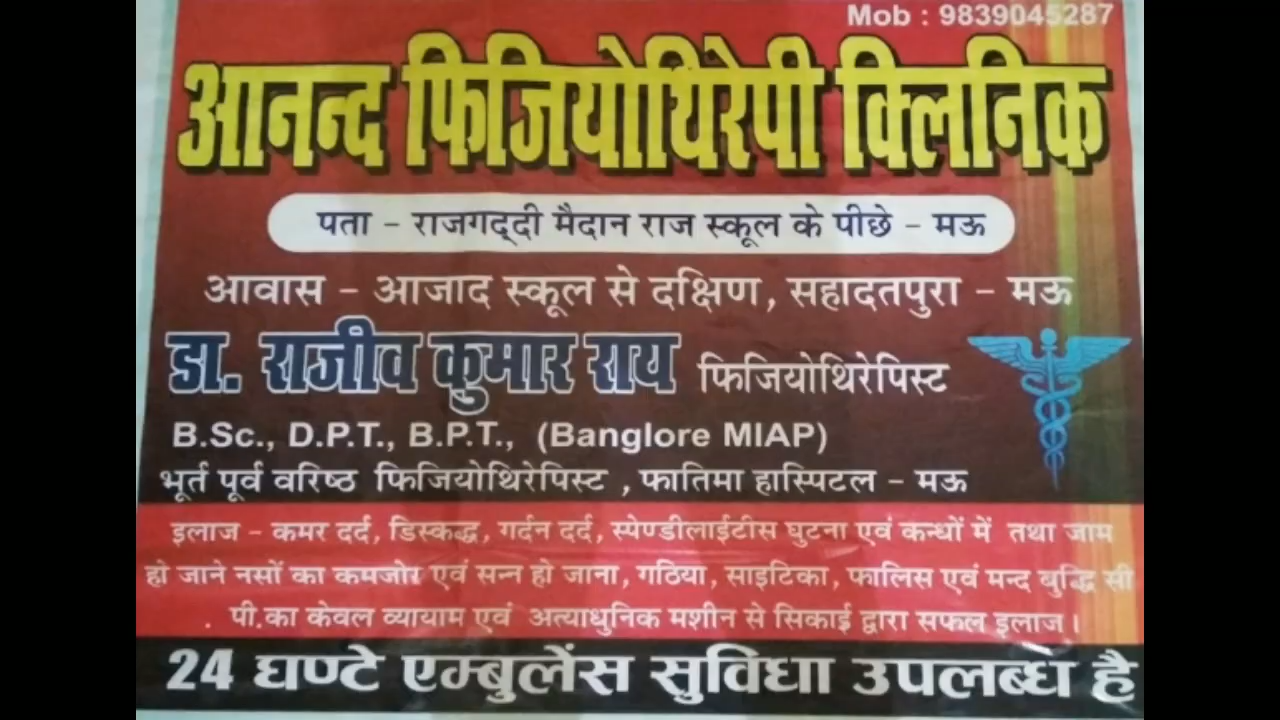 Mob : 9839045287
आनन्द फिजियोथिरेपी क्लिनिक
पता – राजगद्दी मैदान राज स्कूल के पीछे – मऊ
आवास – आजाद स्कूल से दक्षिण, सहादतपुरा – मऊ
डा. राजीव कुमार राय फिजियोथिरेपिस्ट
B.Sc., D.P.T., B.P.T., (Banglore MIAP)
भूर्त पूर्व वरिष्ठ फिजियोथिरेपिस्ट , फातिमा हास्पिटल – मऊ
इलाज – कमर दर्द, डिस्कद्ध, गर्दन दर्द, स्पेण्डीलाईटीस घुटना एवं कन्धों में तथा जाम
हो जाने नसों का कमजोर एवं सन्न हो जाना, गठिया, साइटिका, फालिस एवं मन्द बुद्धि सी
. पी.का केवल व्यायाम एवं अत्याधुनिक मशीन से सिकाई द्वारा सफल इलाज।
24 घण्टे एम्बुलेंस सुविधा उपलब्ध है